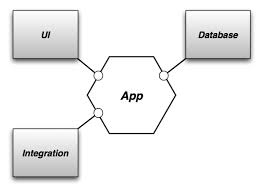 UI
Database
App
Integration